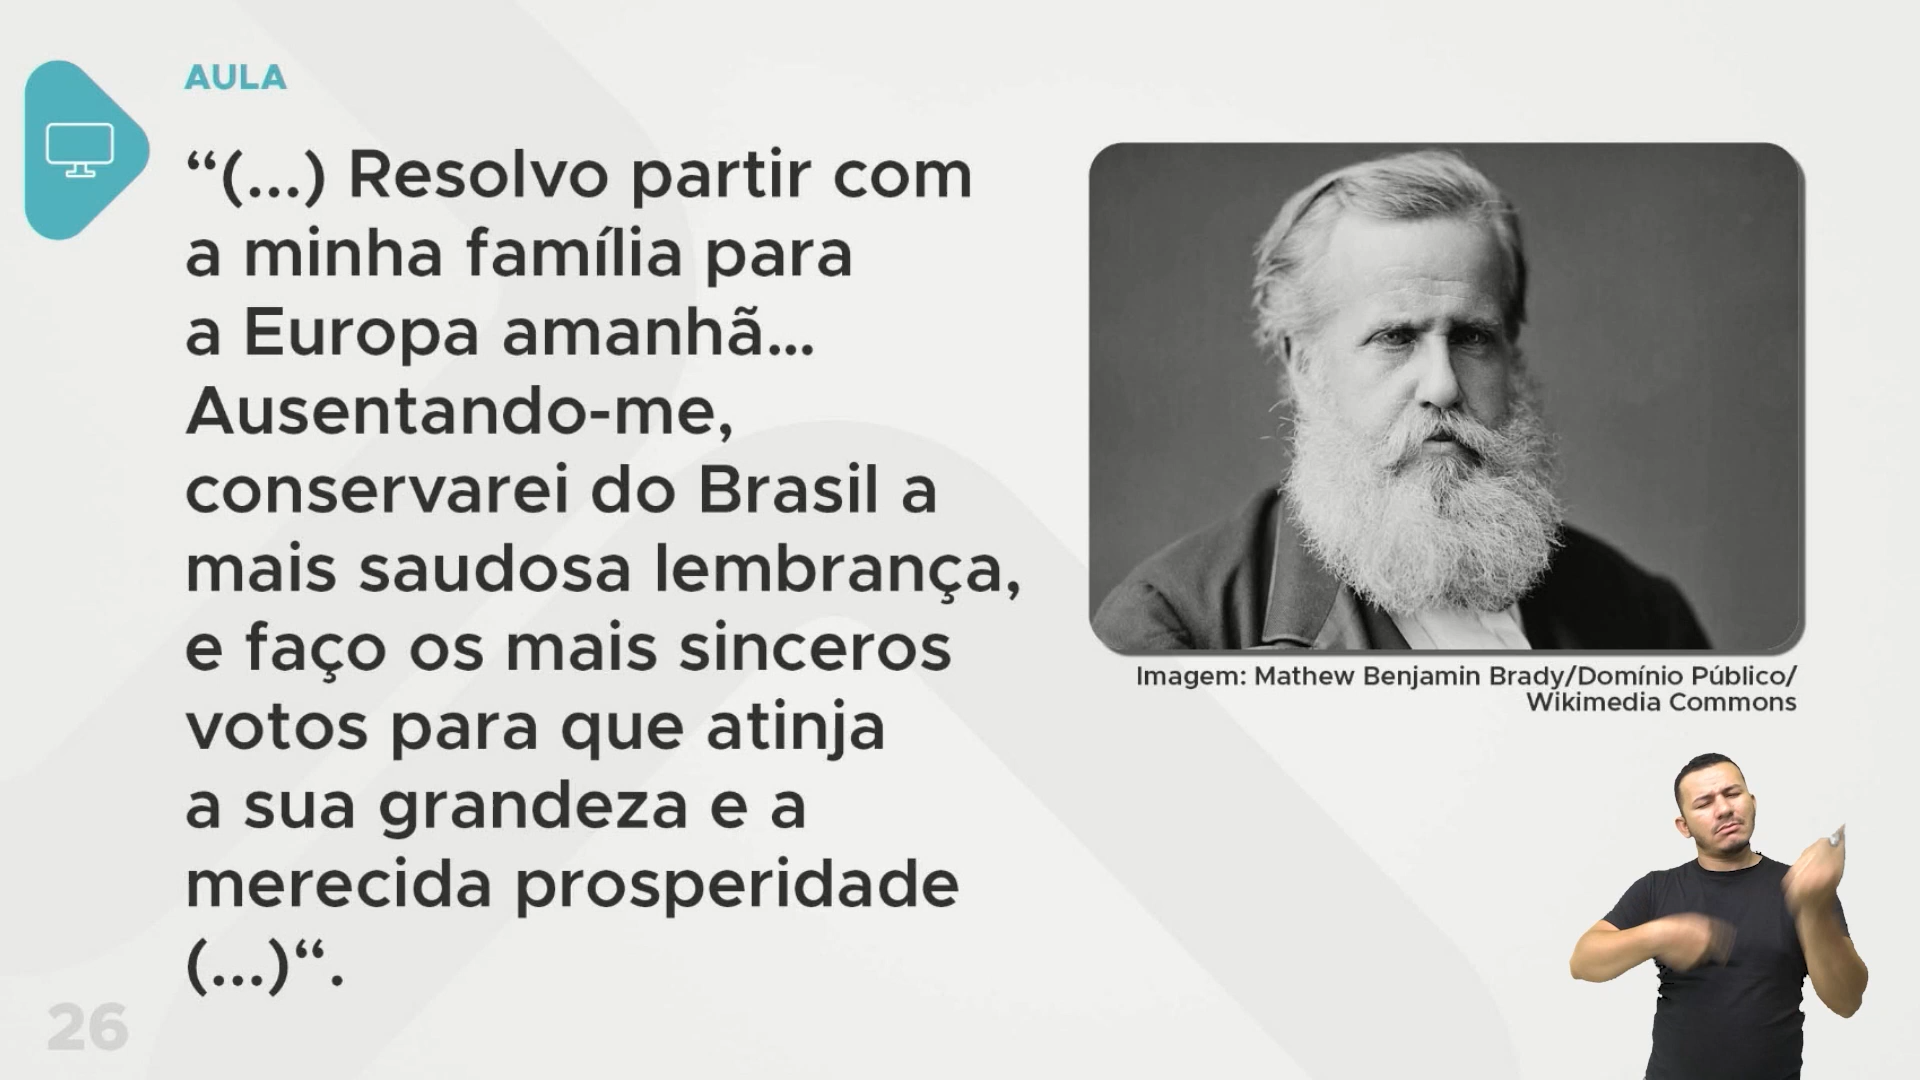 AULA
“(...) Resolvo partir com
a minha família para
a Europa amanhã...
Ausentando-me,
conservarei do Brasil a
mais saudosa lembrança,
e faço os mais sinceros
votos para que atinja
a sua grandeza e a
merecida prosperidade
(...)“.
Imagem: Mathew Benjamin Brady/Domínio Público/
Wikimedia Commons
26